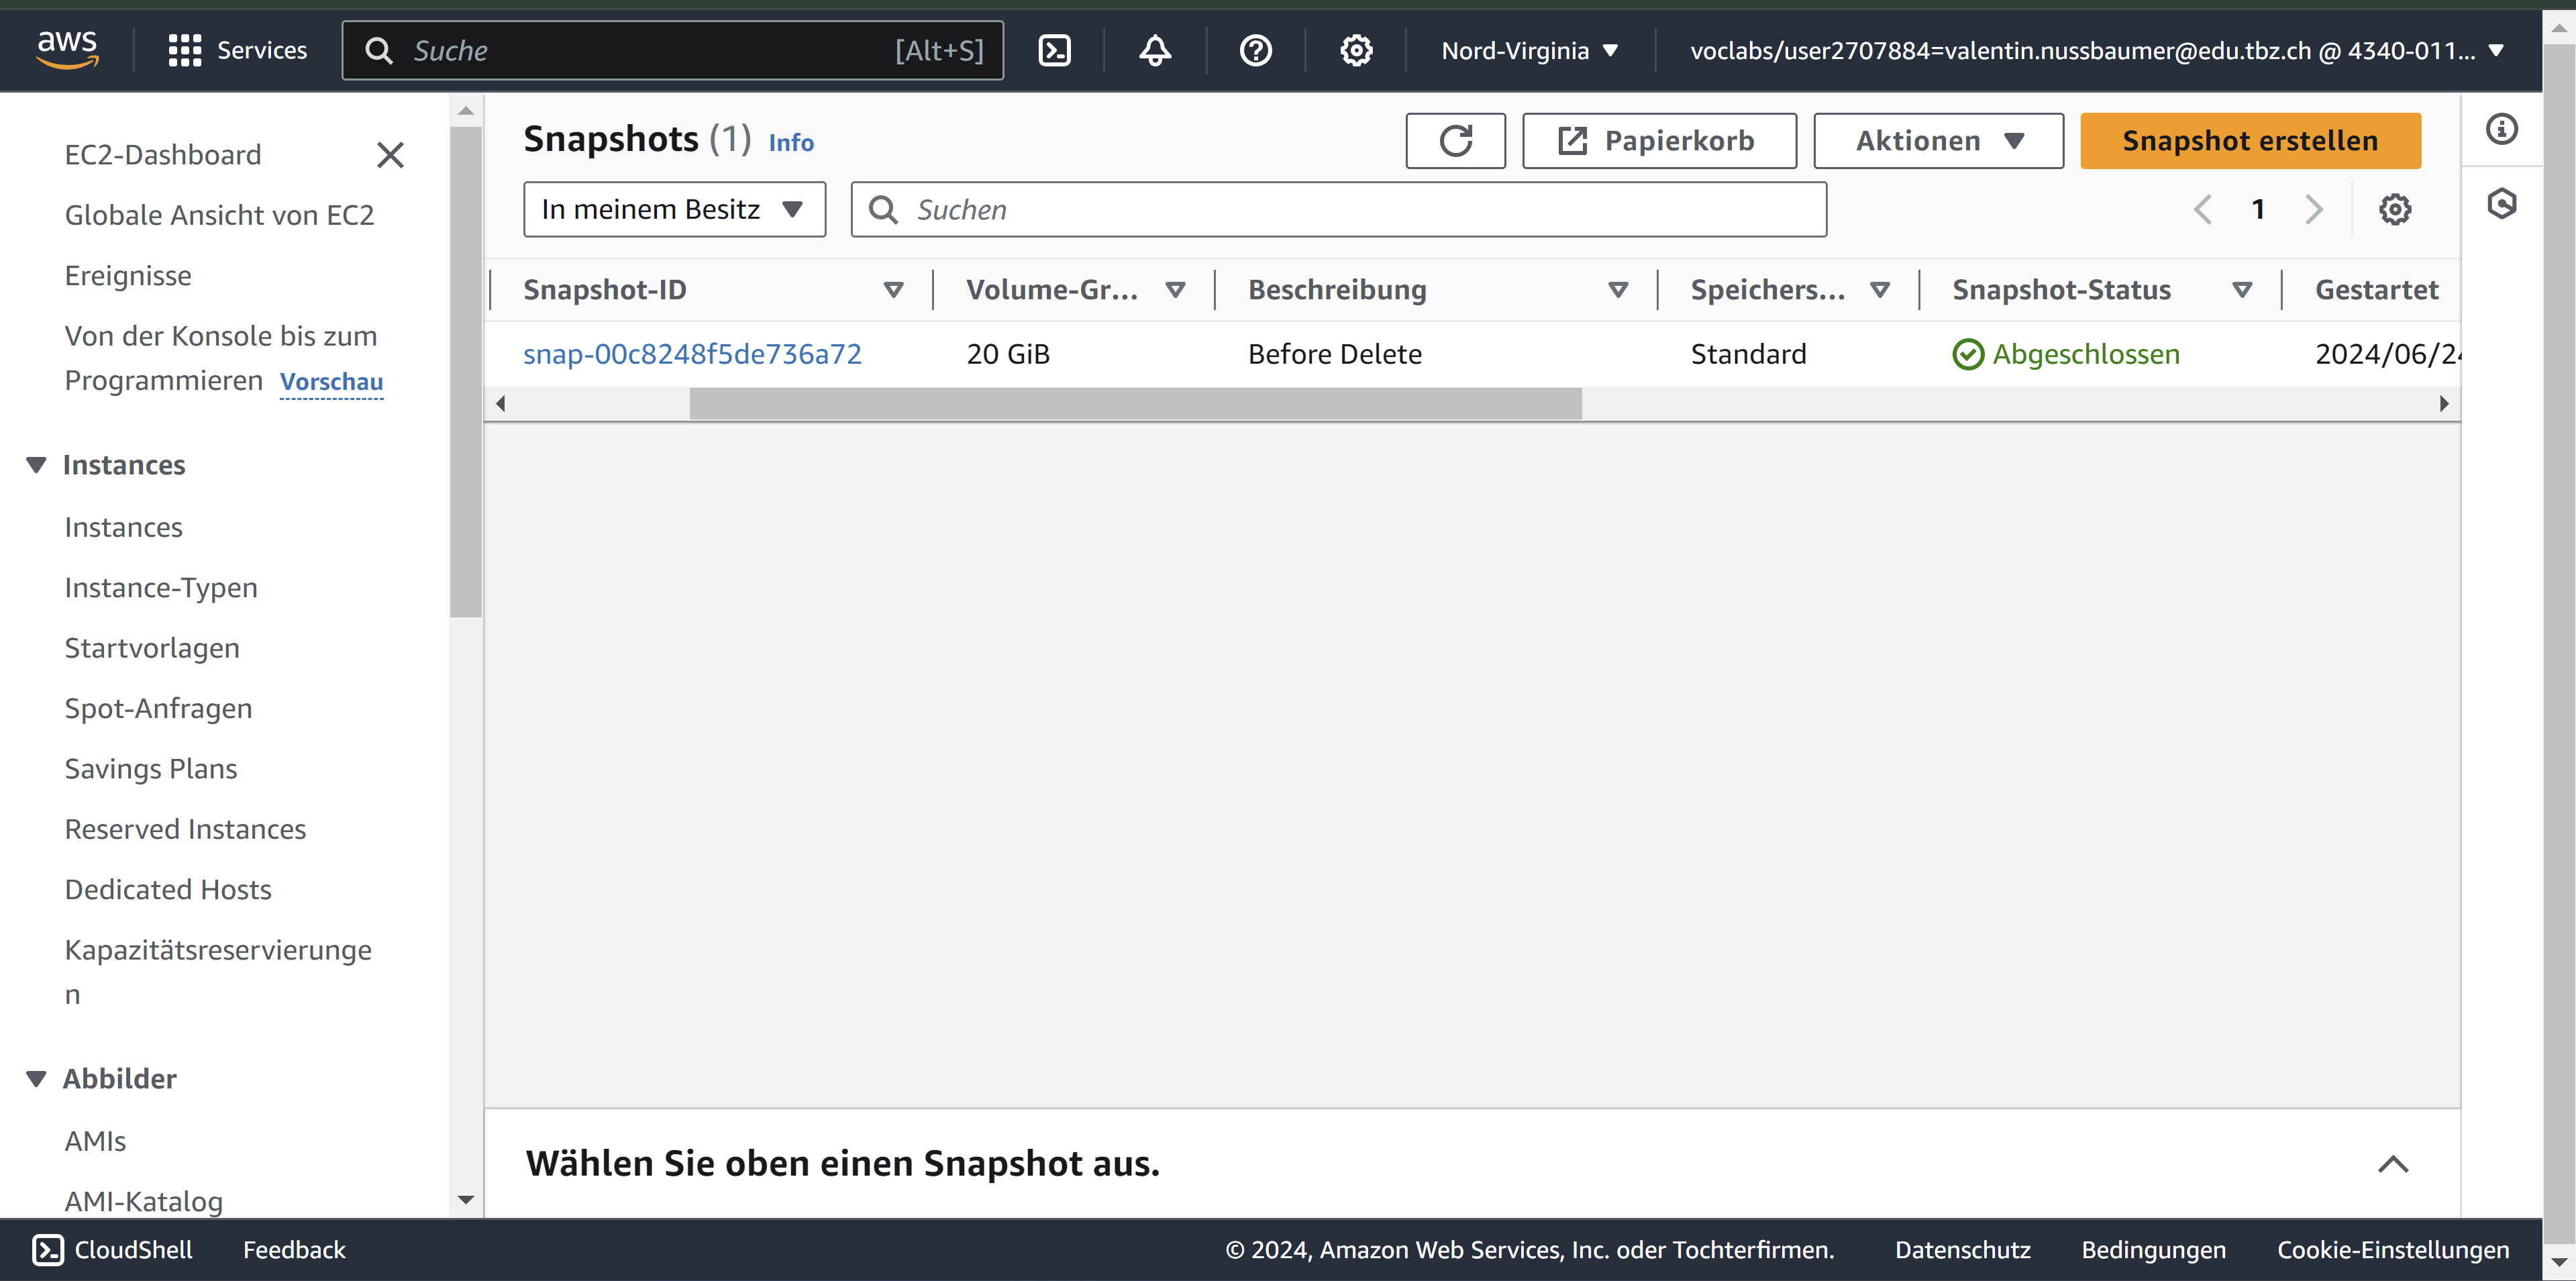 aws
Services
Suche
[Alt+S]
Nord-Virginia
voclabs/user2707884=valentin.nussbaumer@edu.tbz.ch @ 4340-011...
EC2-Dashboard
Globale Ansicht von EC2
Ereignisse
Von der Konsole bis zum
Programmieren Vorschau
Instances
Instances
Instance-Typen
Startvorlagen
Spot-Anfragen
Savings Plans
Reserved Instances
Dedicated Hosts
Kapazitätsreservierunge
n
Abbilder
AMIs
AMI-Katalog
Snapshots (1) Info
Papierkorb
Aktionen
Snapshot erstellen
In meinem Besitz
Suchen
1
Snapshot-ID
Volume-Gr...
Beschreibung
Speichers...
Snapshot-Status
Gestartet
snap-00c8248f5de736a72
20 GiB
Before Delete
Standard
Abgeschlossen
2024/06/24
Wählen Sie oben einen Snapshot aus.
CloudShell
Feedback
© 2024, Amazon Web Services, Inc. oder Tochterfirmen.
Datenschutz
Bedingungen
Cookie-Einstellungen